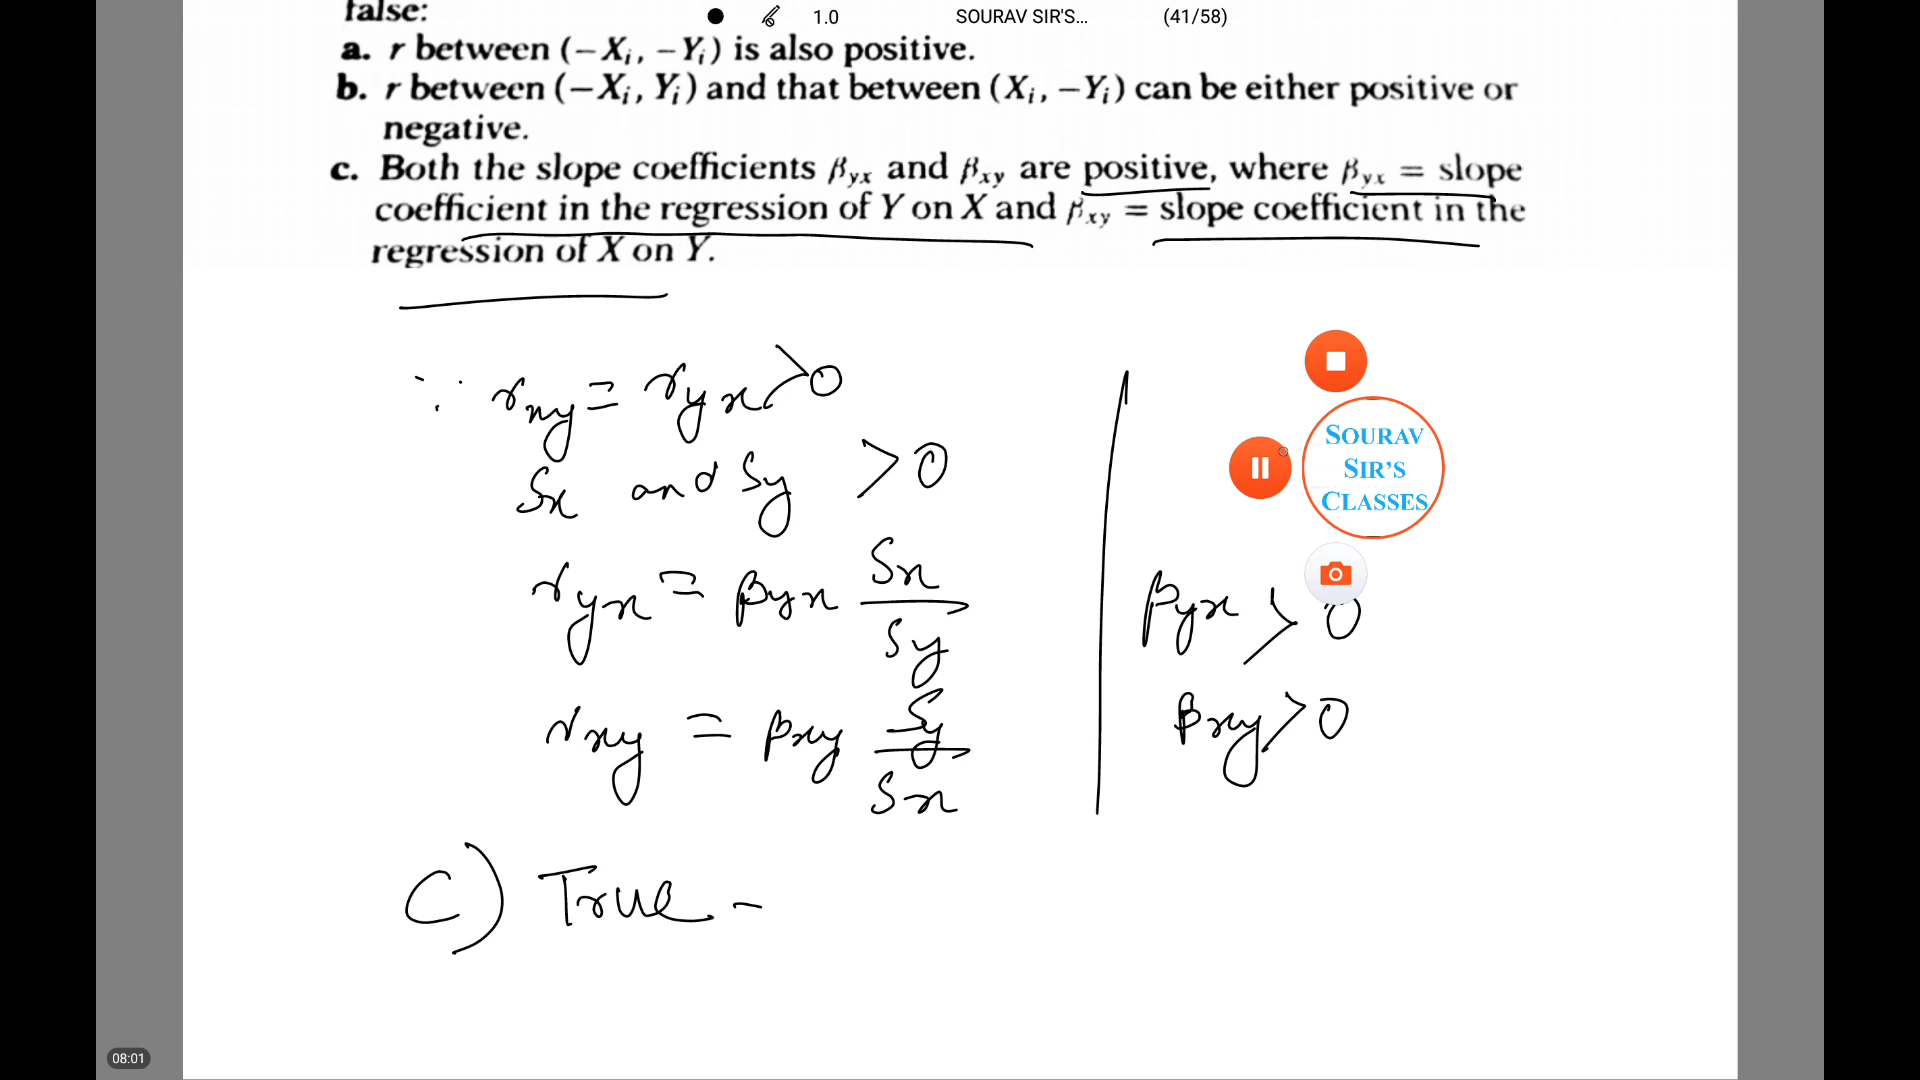 false:
1.0 SOURAV SIR'S... (41/58)
a. r between (−Xᵢ, −Yᵢ) is also positive.
b. r between (−Xᵢ, Yᵢ) and that between (Xᵢ, −Yᵢ) can be either positive or
negative.
c. Both the slope coefficients βyx and βxy are positive, where βyx = slope
coefficient in the regression of Y on X and βxy = slope coefficient in the
regression of X on Y.
∵ rxy = ryx > 0
Sx and Sy > 0
ryx = βyx Sx/Sy
rxy = βxy Sy/Sx
C) True -
βyx > 0
βxy > 0
SOURAV
SIR'S
CLASSES
08:01